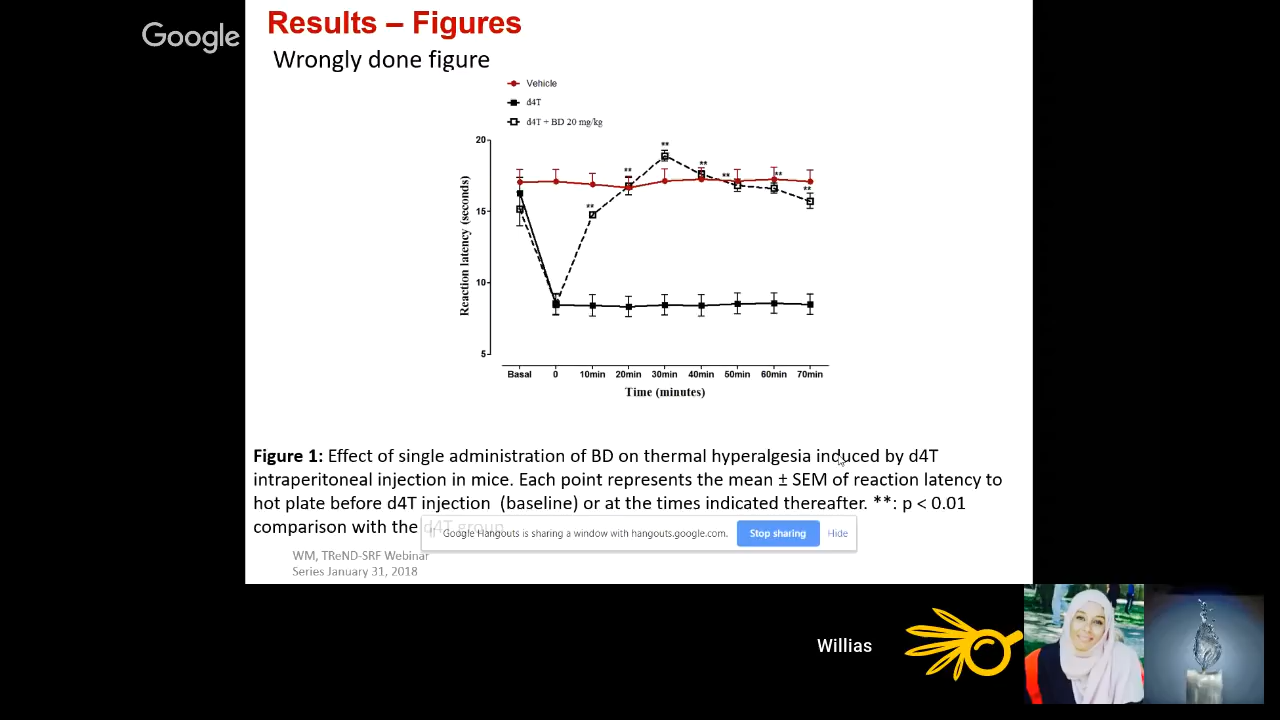 Google
Results – Figures
Wrongly done figure
Vehicle
d4T
d4T + BD 20 mg/kg
20
15
10
5
Reaction latency (seconds)
** ** ** ** ** ** **
Basal 0 10min 20min 30min 40min 50min 60min 70min
Time (minutes)
Figure 1: Effect of single administration of BD on thermal hyperalgesia induced by d4T
intraperitoneal injection in mice. Each point represents the mean ± SEM of reaction latency to
hot plate before d4T injection (baseline) or at the times indicated thereafter. **: p < 0.01
comparison with the d4T group
Google Hangouts is sharing a window with hangouts.google.com. Stop sharing Hide
WM, TReND-SRF Webinar
Series January 31, 2018
Willias